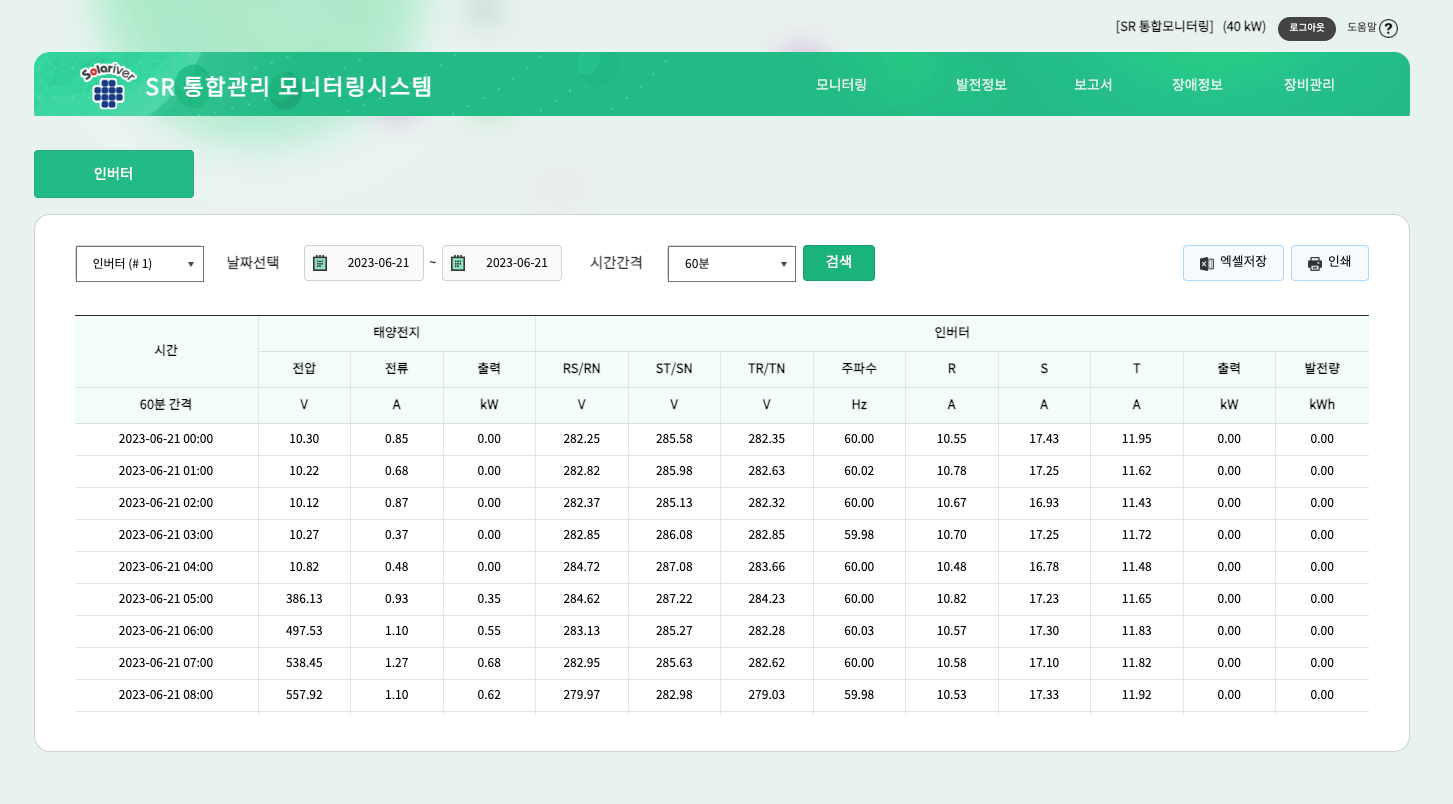 [SR 통합모니터링] (40 kW) 로그아웃 도움말 ?
Solariver SR 통합관리 모니터링시스템 모니터링 발전정보 보고서 장애정보 장비관리
인버터
인버터 (# 1) 날짜선택 2023-06-21 ~ 2023-06-21 시간간격 60분 검색 엑셀저장 인쇄
시간 태양전지 인버터
전압 전류 출력 RS/RN ST/SN TR/TN 주파수 R S T 출력 발전량
60분 간격 V A kW V V V Hz A A A kW kWh
2023-06-21 00:00 10.30 0.85 0.00 282.25 285.58 282.35 60.00 10.55 17.43 11.95 0.00 0.00
2023-06-21 01:00 10.22 0.68 0.00 282.82 285.98 282.63 60.02 10.78 17.25 11.62 0.00 0.00
2023-06-21 02:00 10.12 0.87 0.00 282.37 285.13 282.32 60.00 10.67 16.93 11.43 0.00 0.00
2023-06-21 03:00 10.27 0.37 0.00 282.85 286.08 282.85 59.98 10.70 17.25 11.72 0.00 0.00
2023-06-21 04:00 10.82 0.48 0.00 284.72 287.08 283.66 60.00 10.48 16.78 11.48 0.00 0.00
2023-06-21 05:00 386.13 0.93 0.35 284.62 287.22 284.23 60.00 10.82 17.23 11.65 0.00 0.00
2023-06-21 06:00 497.53 1.10 0.55 283.13 285.27 282.28 60.03 10.57 17.30 11.83 0.00 0.00
2023-06-21 07:00 538.45 1.27 0.68 282.95 285.63 282.62 60.00 10.58 17.10 11.82 0.00 0.00
2023-06-21 08:00 557.92 1.10 0.62 279.97 282.98 279.03 59.98 10.53 17.33 11.92 0.00 0.00